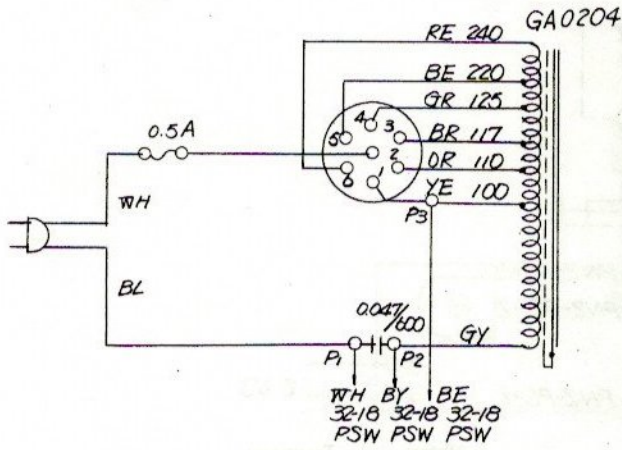 GA0204
RE 240
BE 220
GR 125
4
3
5
BR 117
0.5A
2
OR 110
6
1
YE 100
WH
P3
BL
0.047/600
GY
P1
P2
WH BY BE
32-18 32-18 32-18
PSW PSW PSW